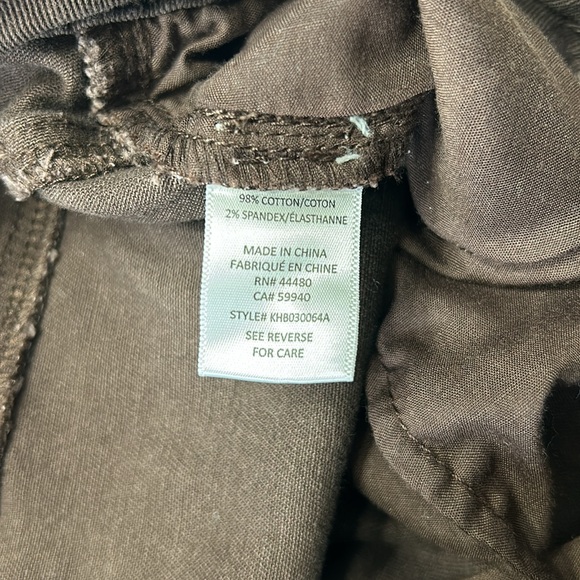 98% COTTON/COTON
2% SPANDEX/ÉLASTHANNE
MADE IN CHINA
FABRIQUÉ EN CHINE
RN# 44480
CA# 59940
STYLE# KHB030064A
SEE REVERSE
FOR CARE